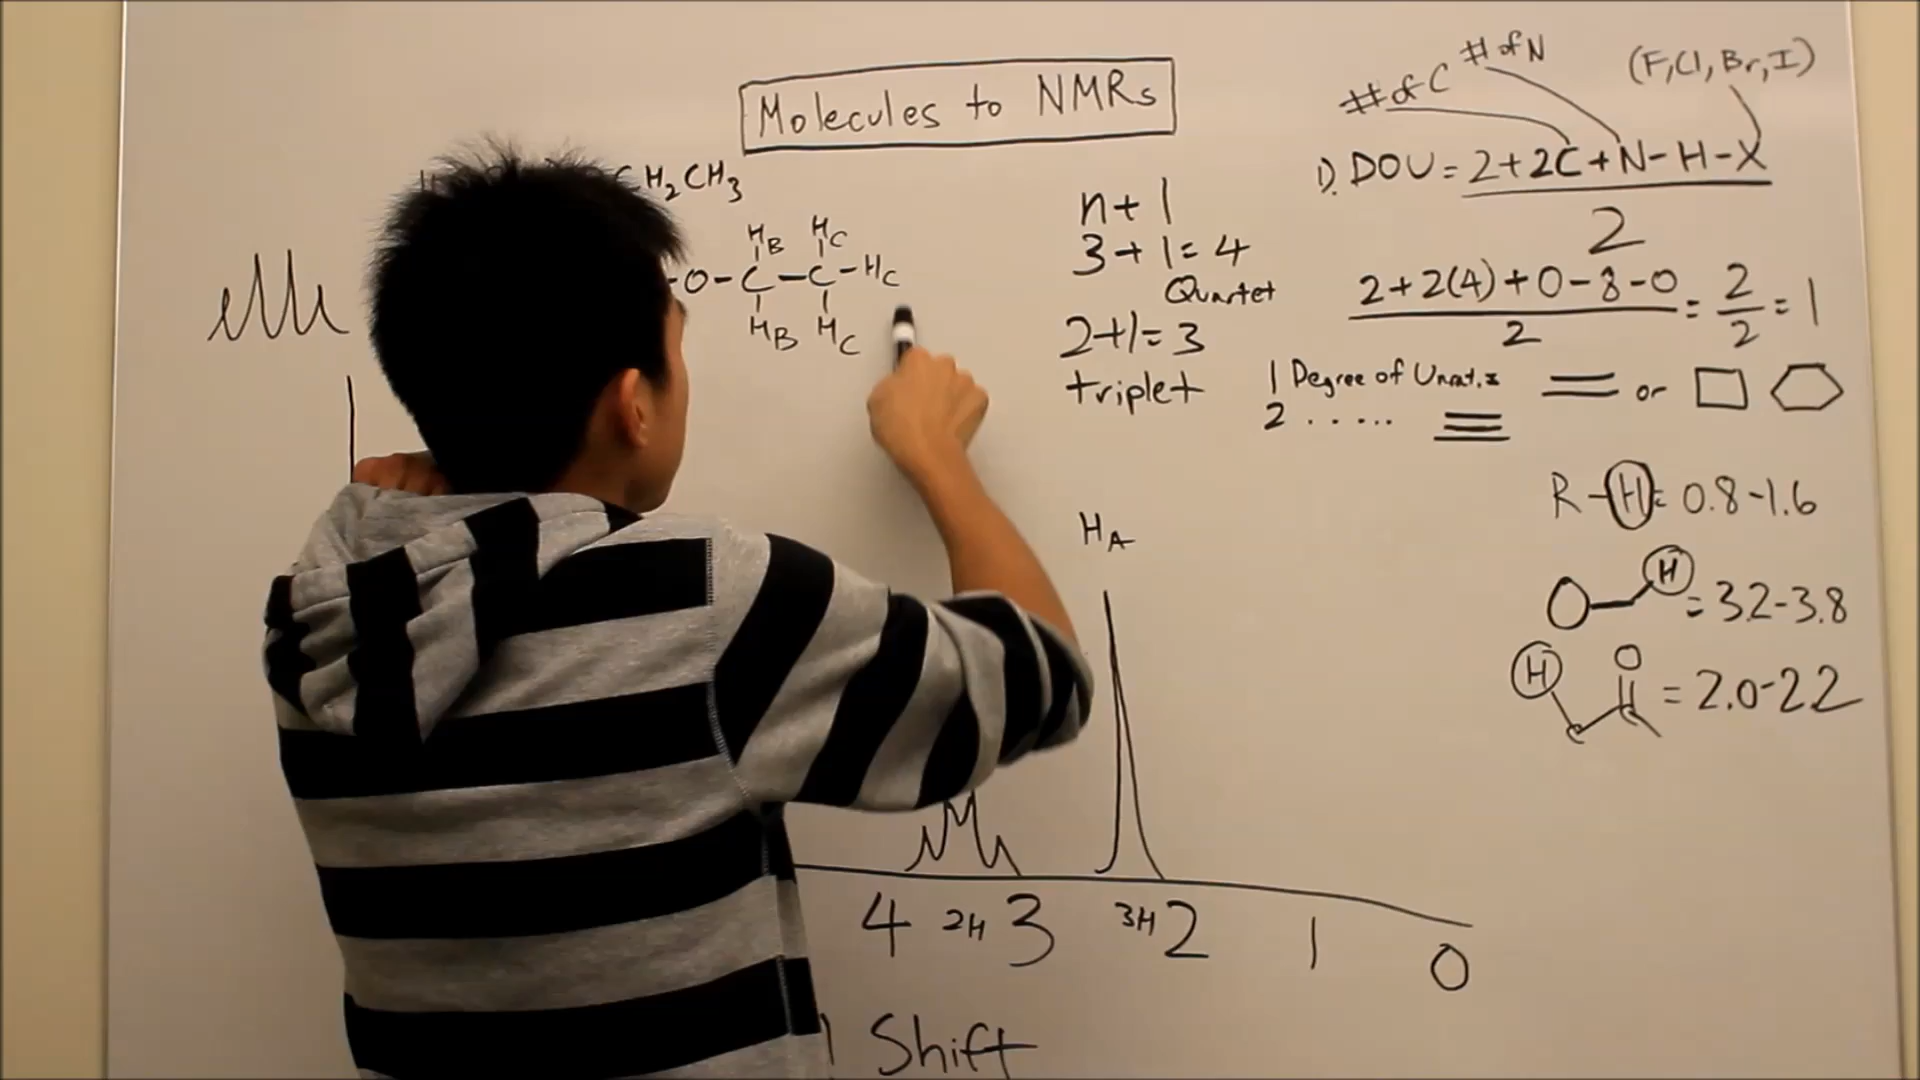 Molecules to NMRs
CH2CH3
HB HC
-O-C-C-HC
HB HC
n+1
3+1=4
Quartet
2+1=3
triplet
# of C # of N (F,Cl,Br,I)
1). DOU = 2+2C+N-H-X
2
2+2(4)+0-8-0 = 2 = 1
2 2
1 Degree of Unsat. = or
2 .....
R-H = 0.8-1.6
O H = 3.2-3.8
H O = 2.0-2.2
HA
4 2H 3 3H 2 1 0
Shift